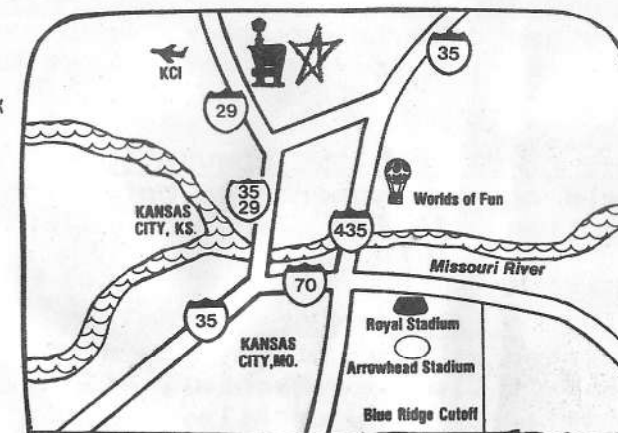 35
KCI
29
35
29
Worlds of Fun
KANSAS
CITY, KS.
435
Missouri River
70
35
Royal Stadium
KANSAS
CITY, MO.
Arrowhead Stadium
Blue Ridge Cutoff